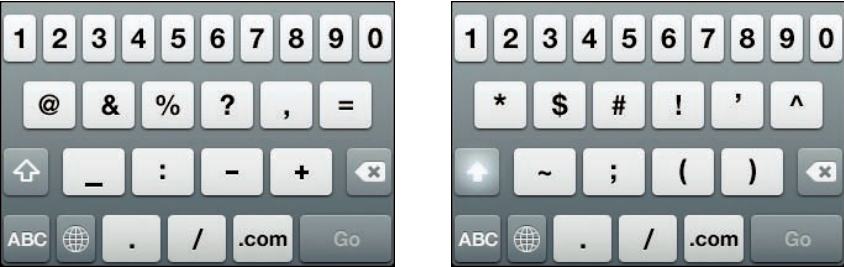 1 2 3 4 5 6 7 8 9 0
@ & % ? , =
_ : - +
ABC . / .com Go
1 2 3 4 5 6 7 8 9 0
* $ # ! ’ ^
~ ; ( )
ABC . / .com Go